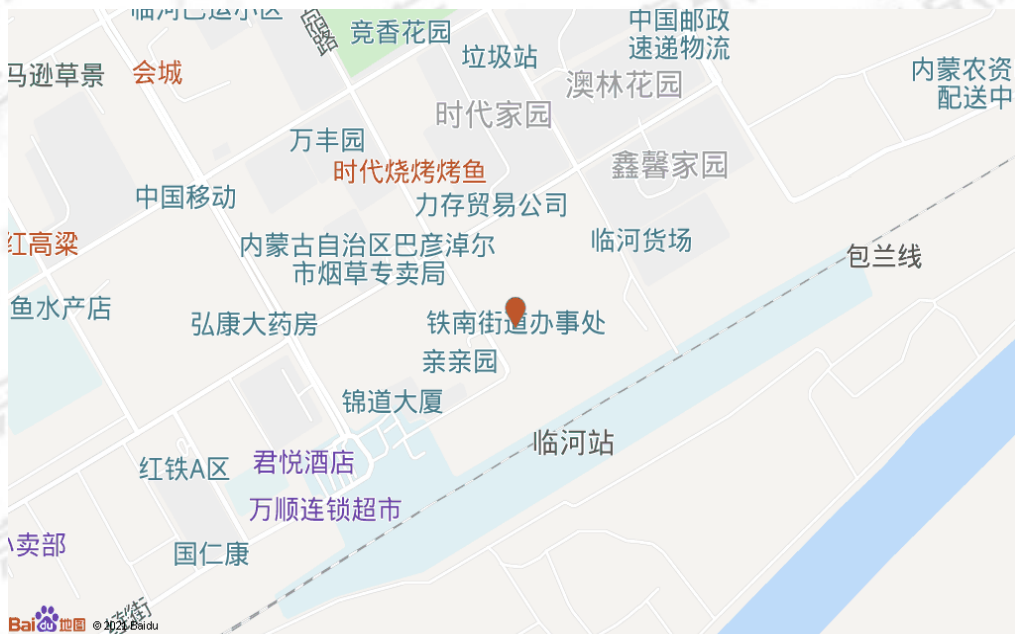 临河巴运小区
竞香花园
中国邮政
速递物流
垃圾站
马逊草景
会城
澳林花园
内蒙农资
配送中
时代家园
万丰园
时代烧烤烤鱼
鑫馨家园
中国移动
力存贸易公司
红高粱
内蒙古自治区巴彦淖尔
市烟草专卖局
临河货场
包兰线
鱼水产店
弘康大药房
铁南街道办事处
亲亲园
锦道大厦
临河站
红铁A区
君悦酒店
万顺连锁超市
小卖部
国仁康
Baidu地图
© 2021 Baidu